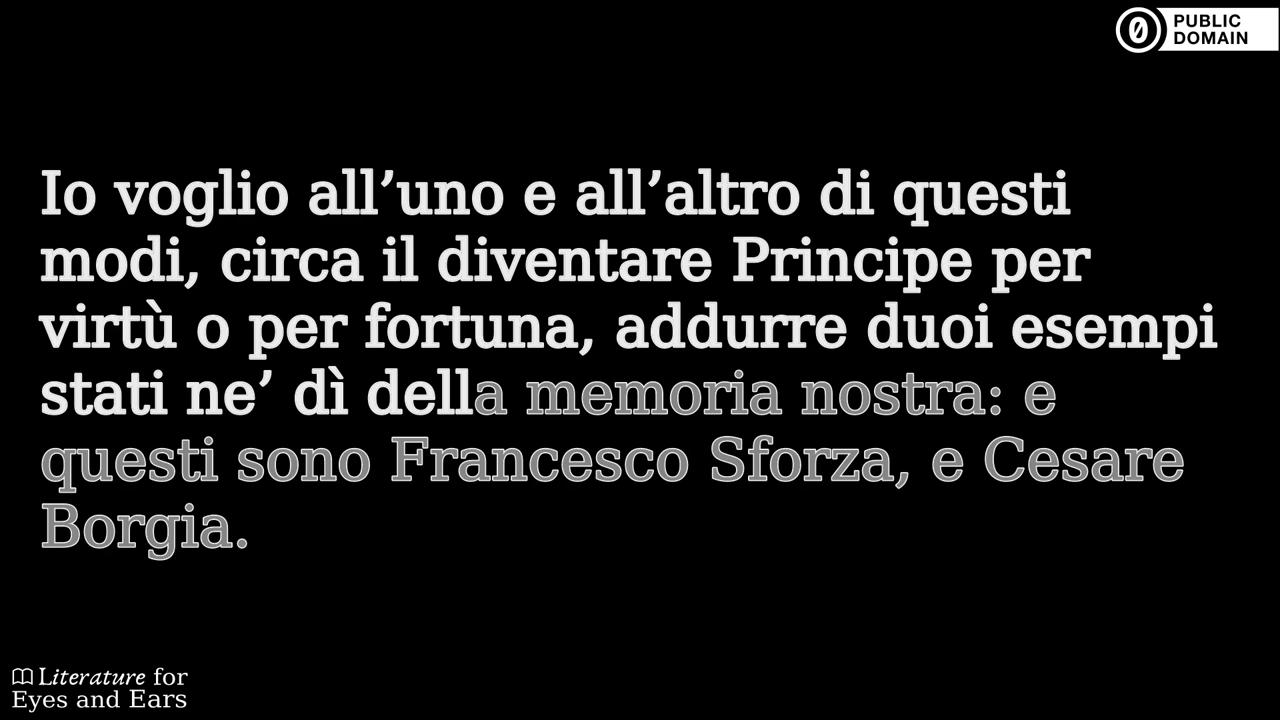 PUBLIC
DOMAIN
Io voglio all’uno e all’altro di questi
modi, circa il diventare Principe per
virtù o per fortuna, addurre duoi esempi
stati ne’ dì della memoria nostra: e
questi sono Francesco Sforza, e Cesare
Borgia.
Literature for
Eyes and Ears